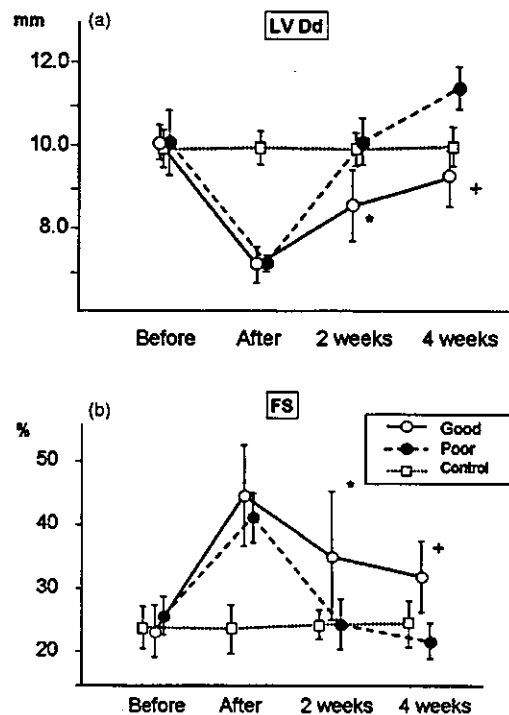 mm (a) LV Dd
12.0
10.0
8.0
*
+
Before After 2 weeks 4 weeks
% (b) FS
Good
Poor
Control
50
40
30
20
*
+
Before After 2 weeks 4 weeks